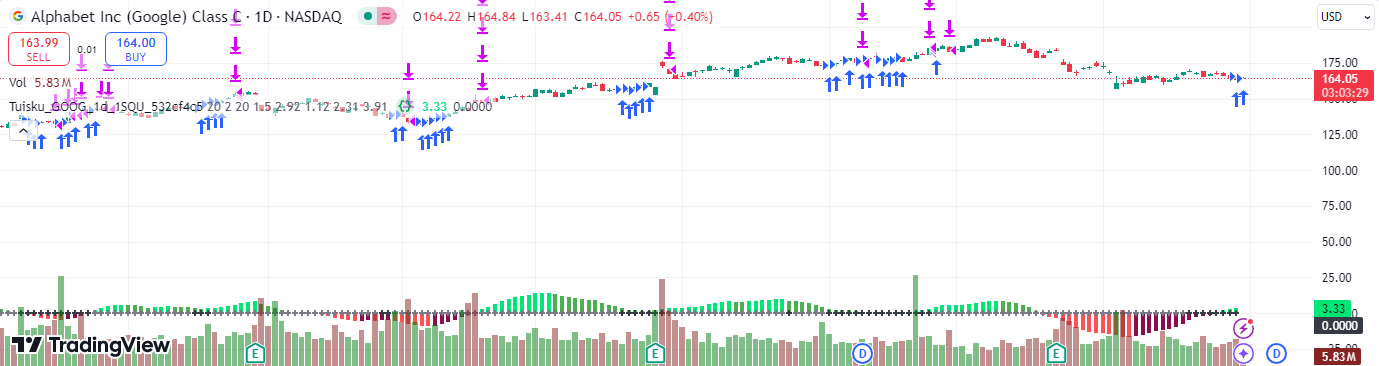 Alphabet Inc (Google) Class C · 1D · NASDAQ O164.22 H164.84 L163.41 C164.05 +0.65 (+0.40%)
USD
163.99
SELL
0.01
164.00
BUY
175.00
Vol 5.83 M
164.05
03:03:29
Tuisku_GOOG_1d_1SQU_532cf4c5 20 2 20 1.5 2.92 1.12 2.31 3.91 3.33 0.0000
125.00
100.00
75.00
50.00
25.00
3.33
0.0000
TradingView
E
E
D
E
D
5.83 M